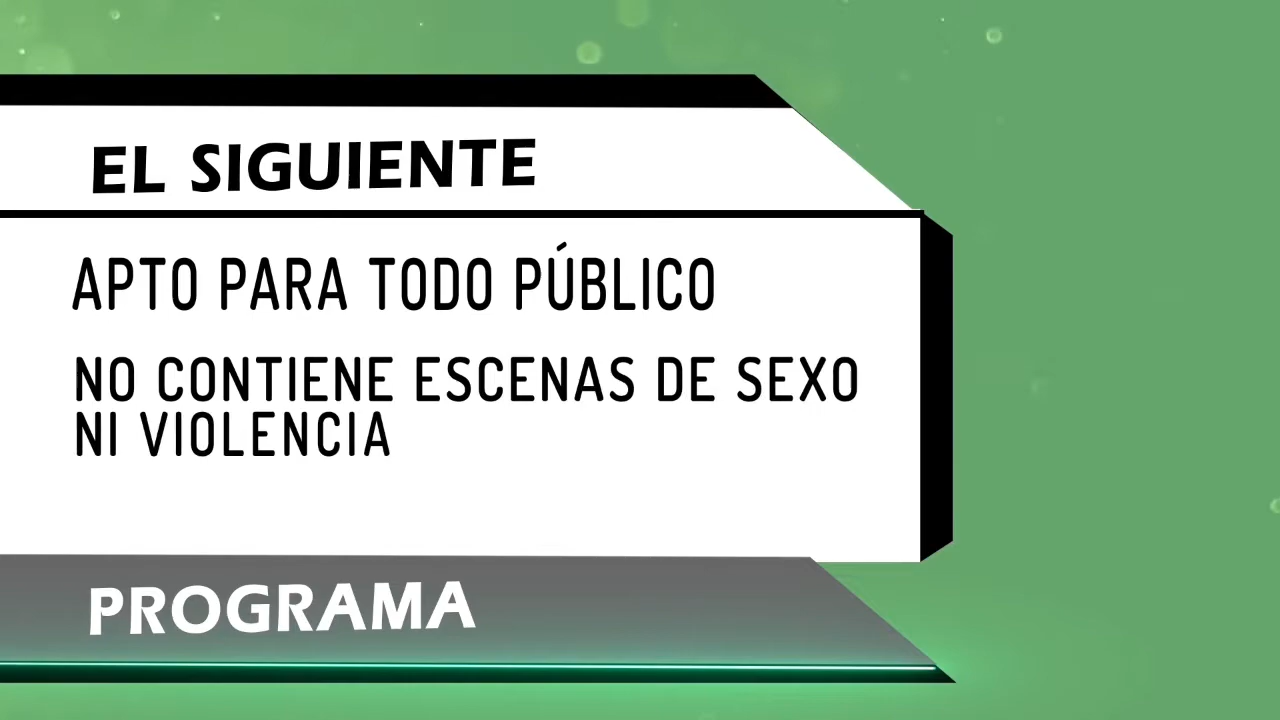 EL SIGUIENTE
APTO PARA TODO PÚBLICO
NO CONTIENE ESCENAS DE SEXO
NI VIOLENCIA
PROGRAMA